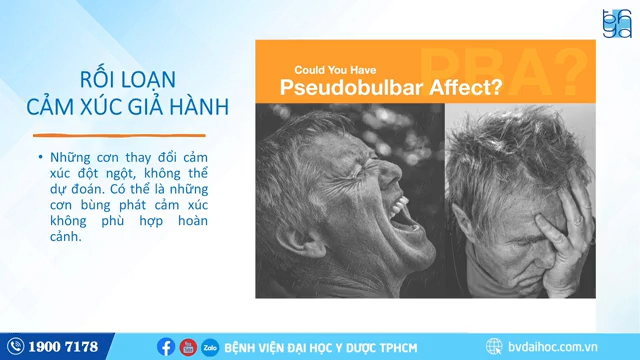 RỐI LOẠN
CẢM XÚC GIẢ HÀNH
• Những cơn thay đổi cảm
xúc đột ngột, không thể
dự đoán. Có thể là những
cơn bùng phát cảm xúc
không phù hợp hoàn
cảnh.
PBA?
Could You Have
Pseudobulbar Affect?
1900 7178
YouTube
Zalo
BỆNH VIỆN ĐẠI HỌC Y DƯỢC TPHCM
bvdaihoc.com.vn